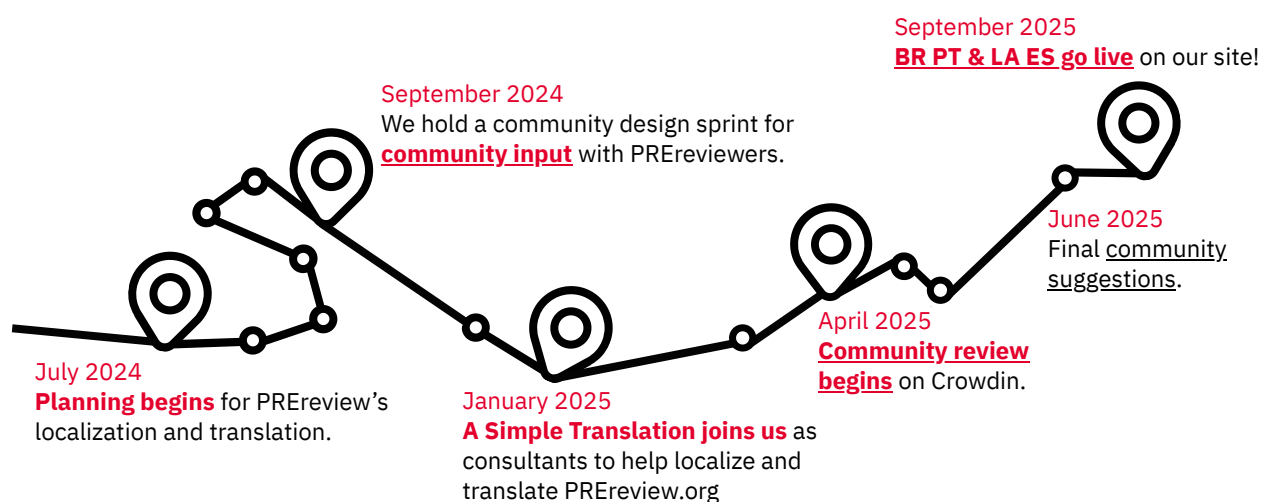 July 2024
Planning begins for PREreview’s
localization and translation.
September 2024
We hold a community design sprint for
community input with PREreviewers.
January 2025
A Simple Translation joins us as
consultants to help localize and
translate PREreview.org
April 2025
Community review
begins on Crowdin.
June 2025
Final community
suggestions.
September 2025
BR PT & LA ES go live on our site!